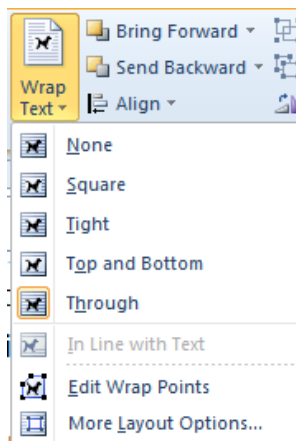 Bring Forward
Send Backward
Wrap
Text
Align
None
Square
Tight
Top and Bottom
Through
In Line with Text
Edit Wrap Points
More Layout Options...